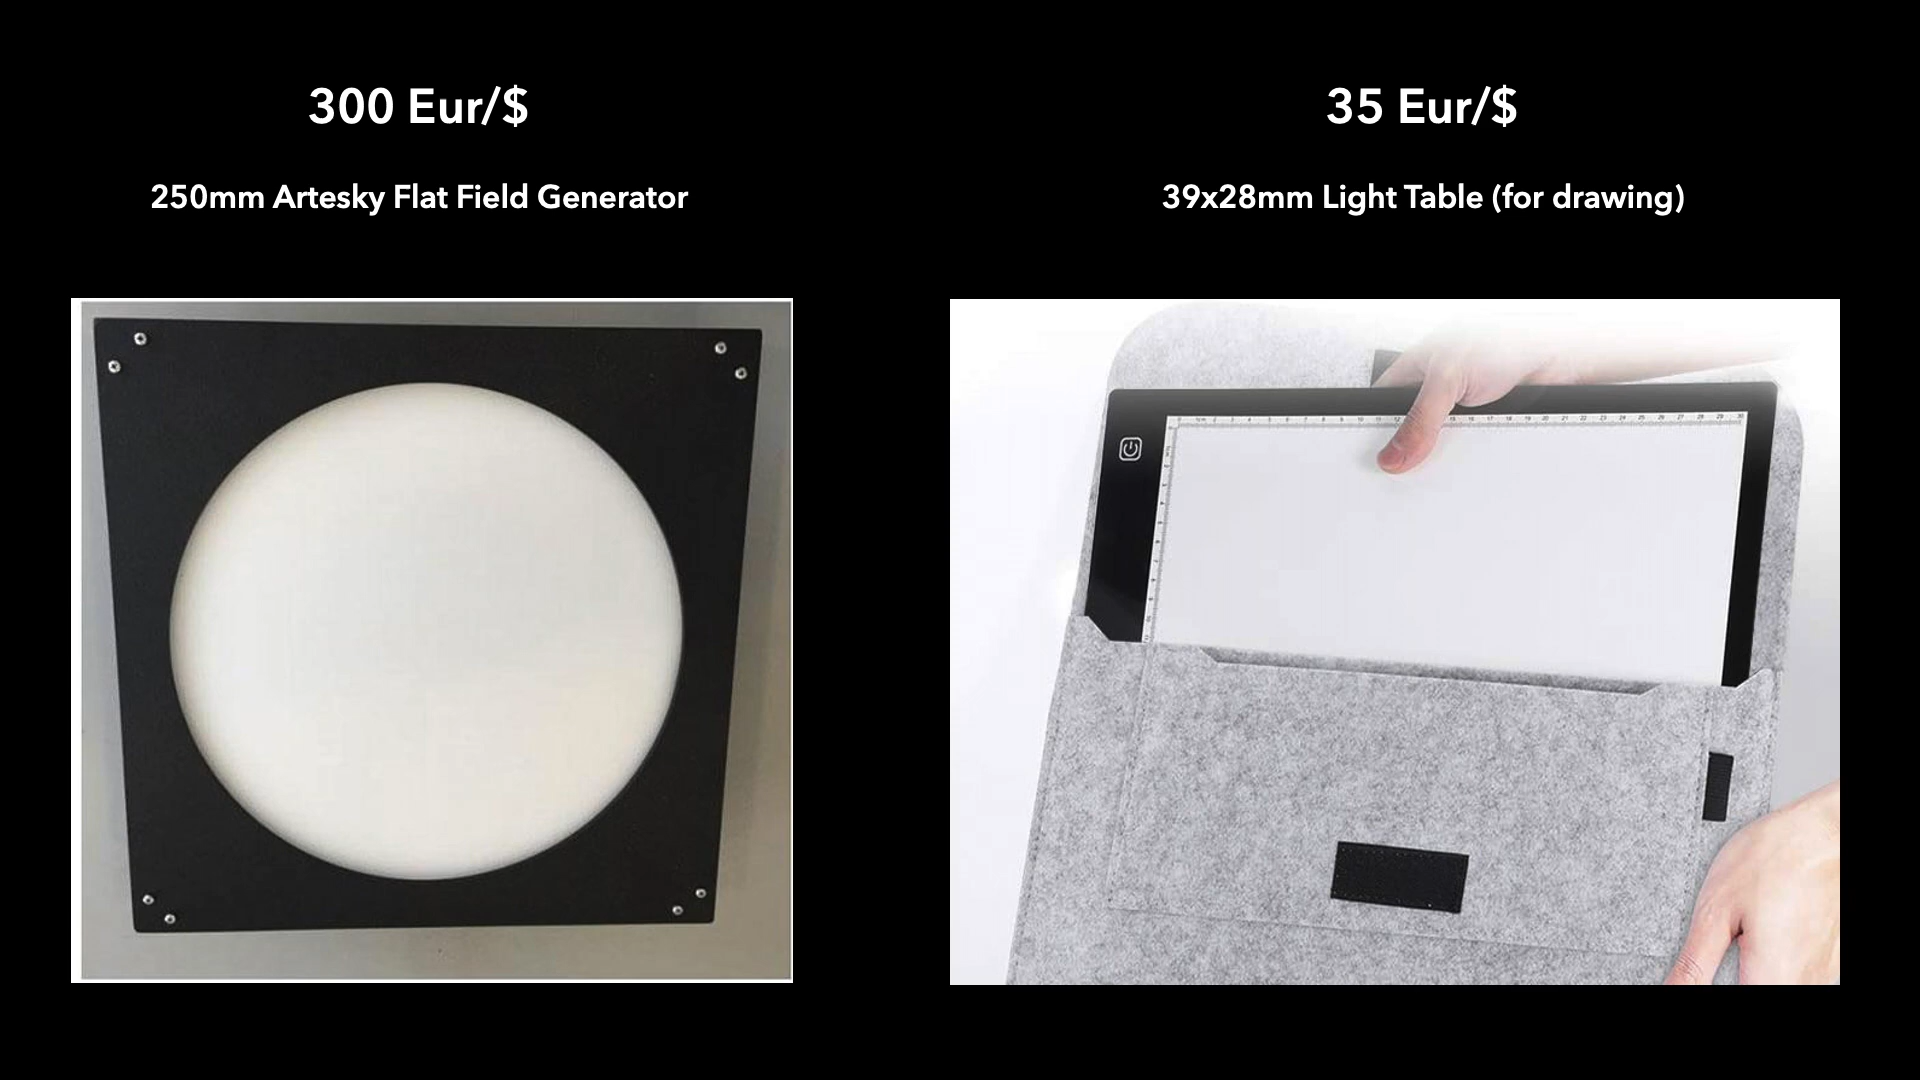 300 Eur/$
35 Eur/$
250mm Artesky Flat Field Generator
39x28mm Light Table (for drawing)